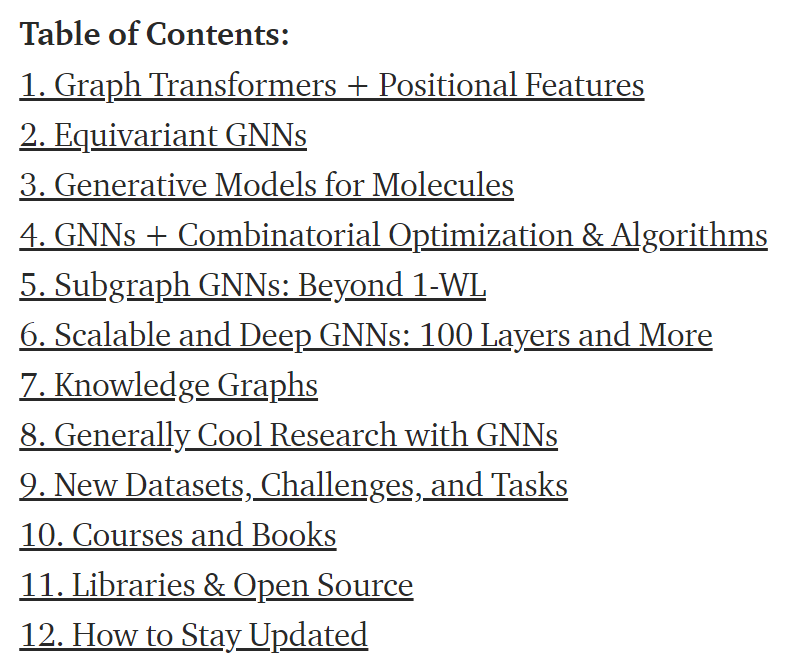 Table of Contents:
1. Graph Transformers + Positional Features
2. Equivariant GNNs
3. Generative Models for Molecules
4. GNNs + Combinatorial Optimization & Algorithms
5. Subgraph GNNs: Beyond 1-WL
6. Scalable and Deep GNNs: 100 Layers and More
7. Knowledge Graphs
8. Generally Cool Research with GNNs
9. New Datasets, Challenges, and Tasks
10. Courses and Books
11. Libraries & Open Source
12. How to Stay Updated